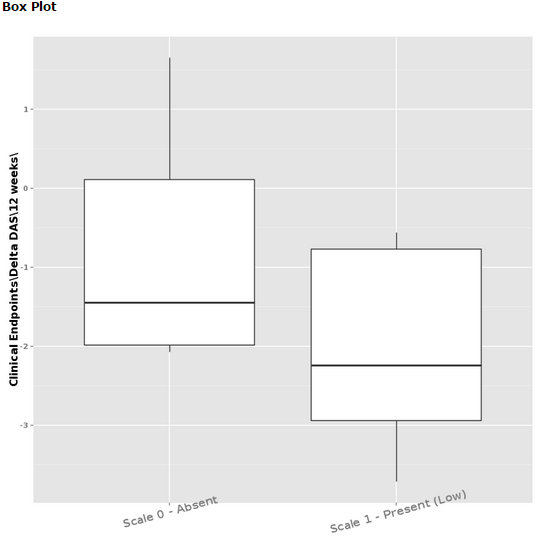 Box Plot
Clinical Endpoints\Delta DAS\12 weeks\
1
0
-1
-2
-3
Scale 0 - Absent
Scale 1 - Present (Low)